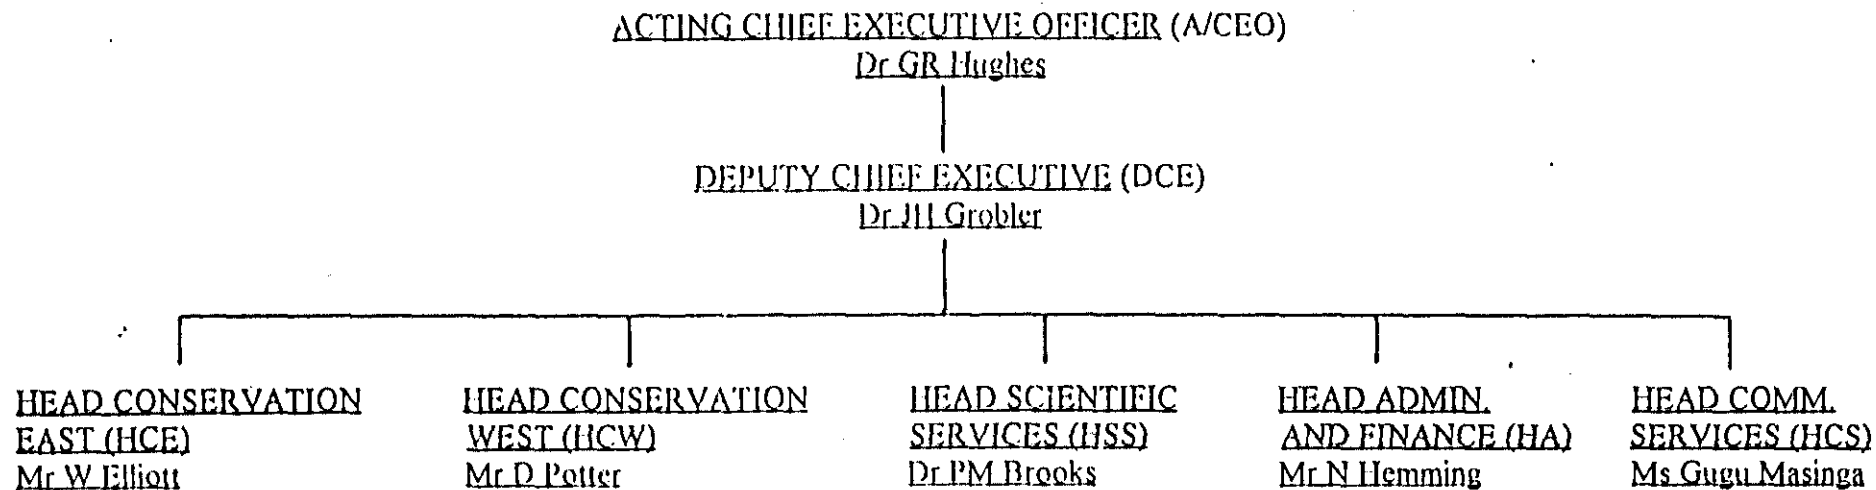 ACTING CHIEF EXECUTIVE OFFICER (A/CEO)
Dr GR Hughes
DEPUTY CHIEF EXECUTIVE (DCE)
Dr JH Grobler
HEAD CONSERVATION
EAST (HCE)
Mr W Elliott
HEAD CONSERVATION
WEST (HCW)
Mr D Potter
HEAD SCIENTIFIC
SERVICES (HSS)
Dr PM Brooks
HEAD ADMIN.
AND FINANCE (HA)
Mr N Hemming
HEAD COMM.
SERVICES (HCS)
Ms Gugu Masinga